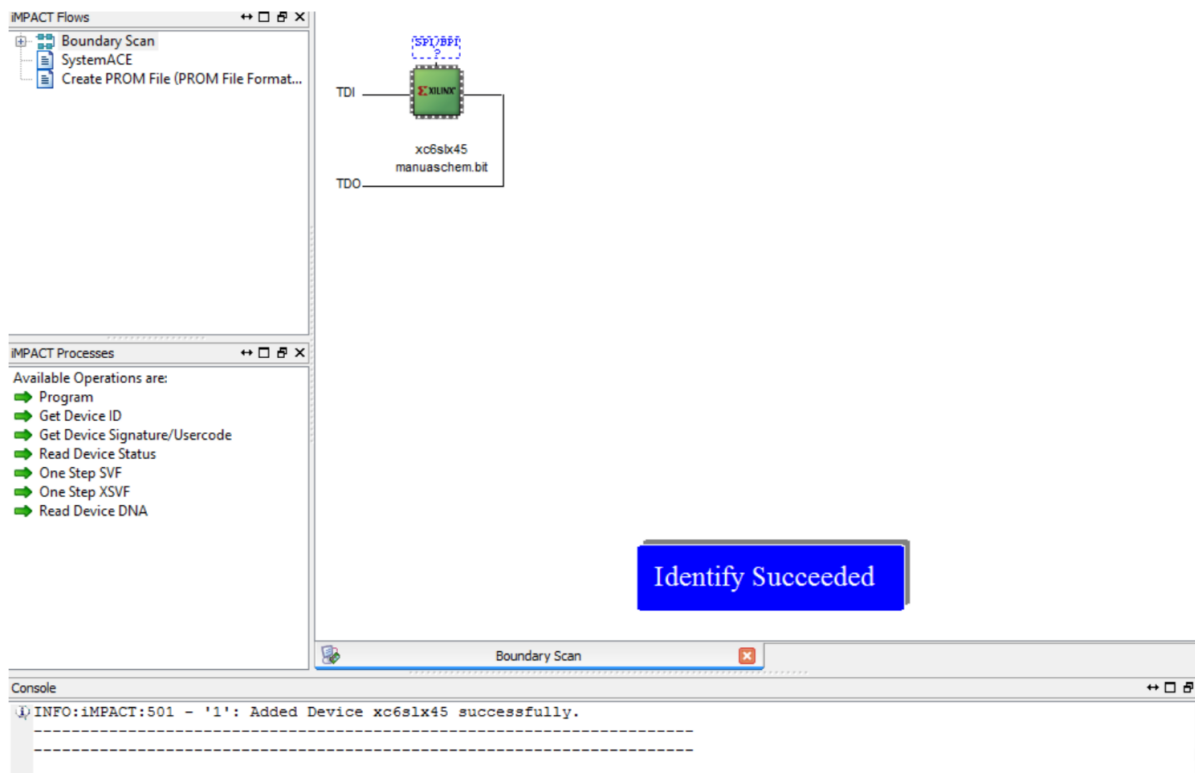 iMPACT Flows
Boundary Scan
SystemACE
Create PROM File (PROM File Format...
SPI/BPI
?
TDI
XILINX
xc6slx45
manuaschem.bit
TDO
iMPACT Processes
Available Operations are:
Program
Get Device ID
Get Device Signature/Usercode
Read Device Status
One Step SVF
One Step XSVF
Read Device DNA
Identify Succeeded
Boundary Scan
Console
INFO:iMPACT:501 - '1': Added Device xc6slx45 successfully.
----------------------------------------------------------------------
----------------------------------------------------------------------